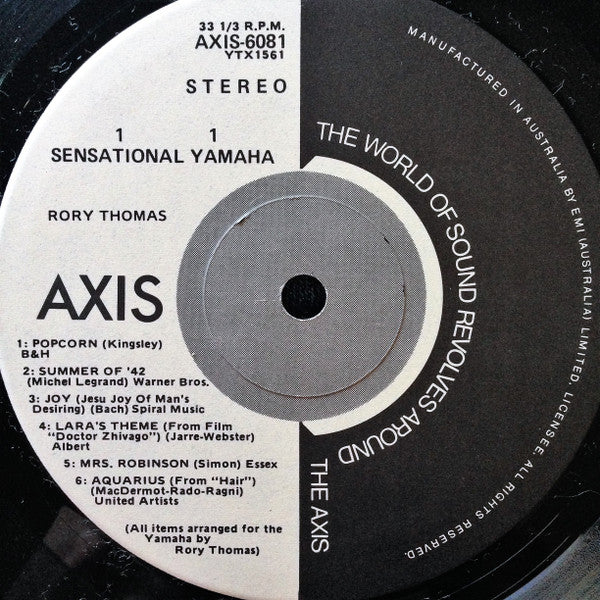 33 1/3 R.P.M.
AXIS-6081
YTX1561
STEREO
1 1
SENSATIONAL YAMAHA
RORY THOMAS
AXIS
1: POPCORN (Kingsley)
B&H
2: SUMMER OF '42
(Michel Legrand) Warner Bros.
3: JOY (Jesu Joy Of Man's
Desiring) (Bach) Spiral Music
4: LARA'S THEME (From Film
"Doctor Zhivago") (Jarre-Webster)
Albert
5: MRS. ROBINSON (Simon) Essex
6: AQUARIUS (From "Hair")
(MacDermot-Rado-Ragni)
United Artists
(All items arranged for the
Yamaha by
Rory Thomas)
THE WORLD OF SOUND REVOLVES AROUND
THE AXIS
MANUFACTURED IN AUSTRALIA BY EMI (AUSTRALIA) LIMITED. LICENSEE. ALL RIGHTS RESERVED.